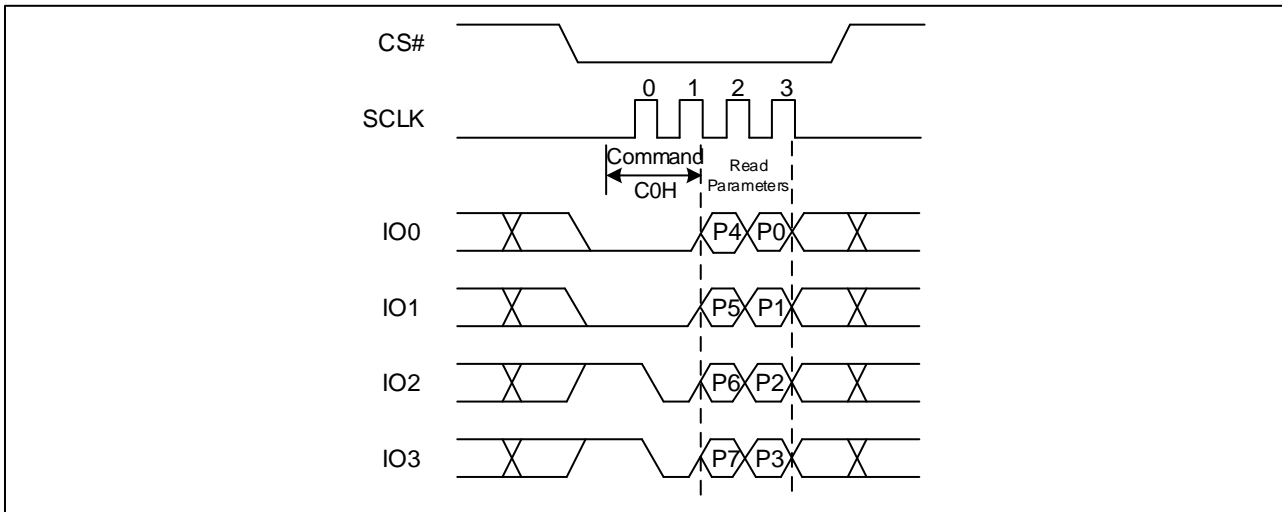 CS#
0 1 2 3
SCLK
Command
Read
Parameters
C0H
IO0
P4 P0
IO1
P5 P1
IO2
P6 P2
IO3
P7 P3